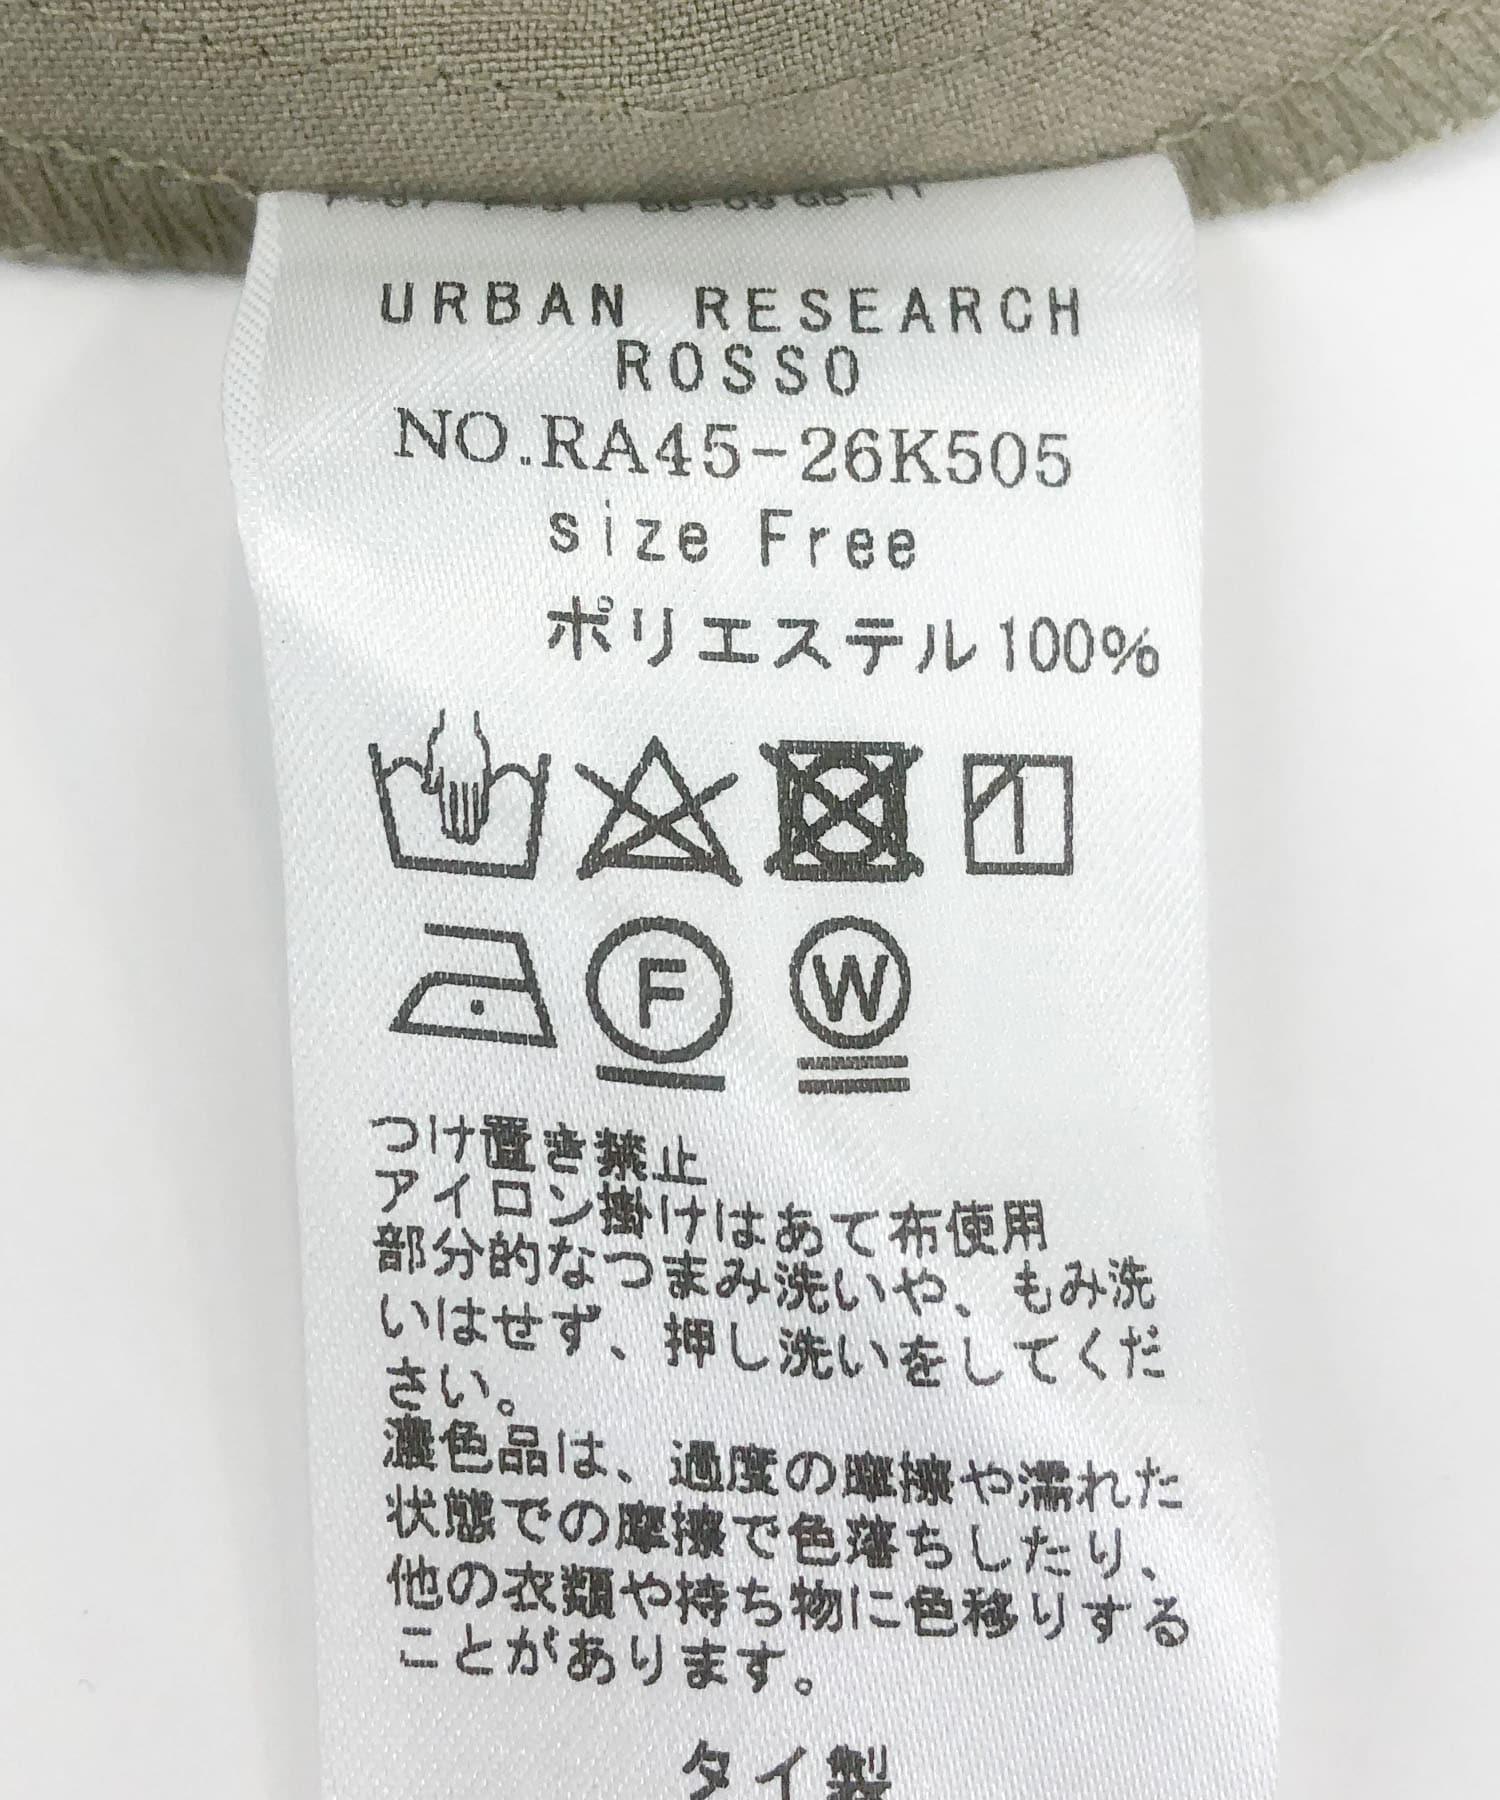 URBAN RESEARCH
ROSSO
NO.RA45-26K505
size Free
ポリエステル100%
F
W
つけ置き禁止
アイロン掛けはあて布使用
部分的なつまみ洗いや、もみ洗
いはせず、押し洗いをしてくだ
さい。
濃色品は、過度の摩擦や濡れた
状態での摩擦で色落ちしたり、
他の衣類や持ち物に色移りする
ことがあります。
タイ製